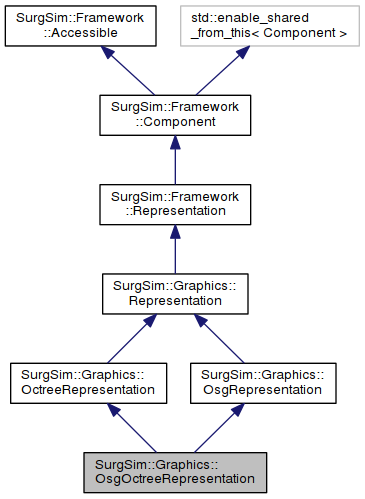 SurgSim::Framework
::Accessible
std::enable_shared
_from_this< Component >
SurgSim::Framework
::Component
SurgSim::Framework
::Representation
SurgSim::Graphics::
Representation
SurgSim::Graphics::
OctreeRepresentation
SurgSim::Graphics::
OsgRepresentation
SurgSim::Graphics::
OsgOctreeRepresentation